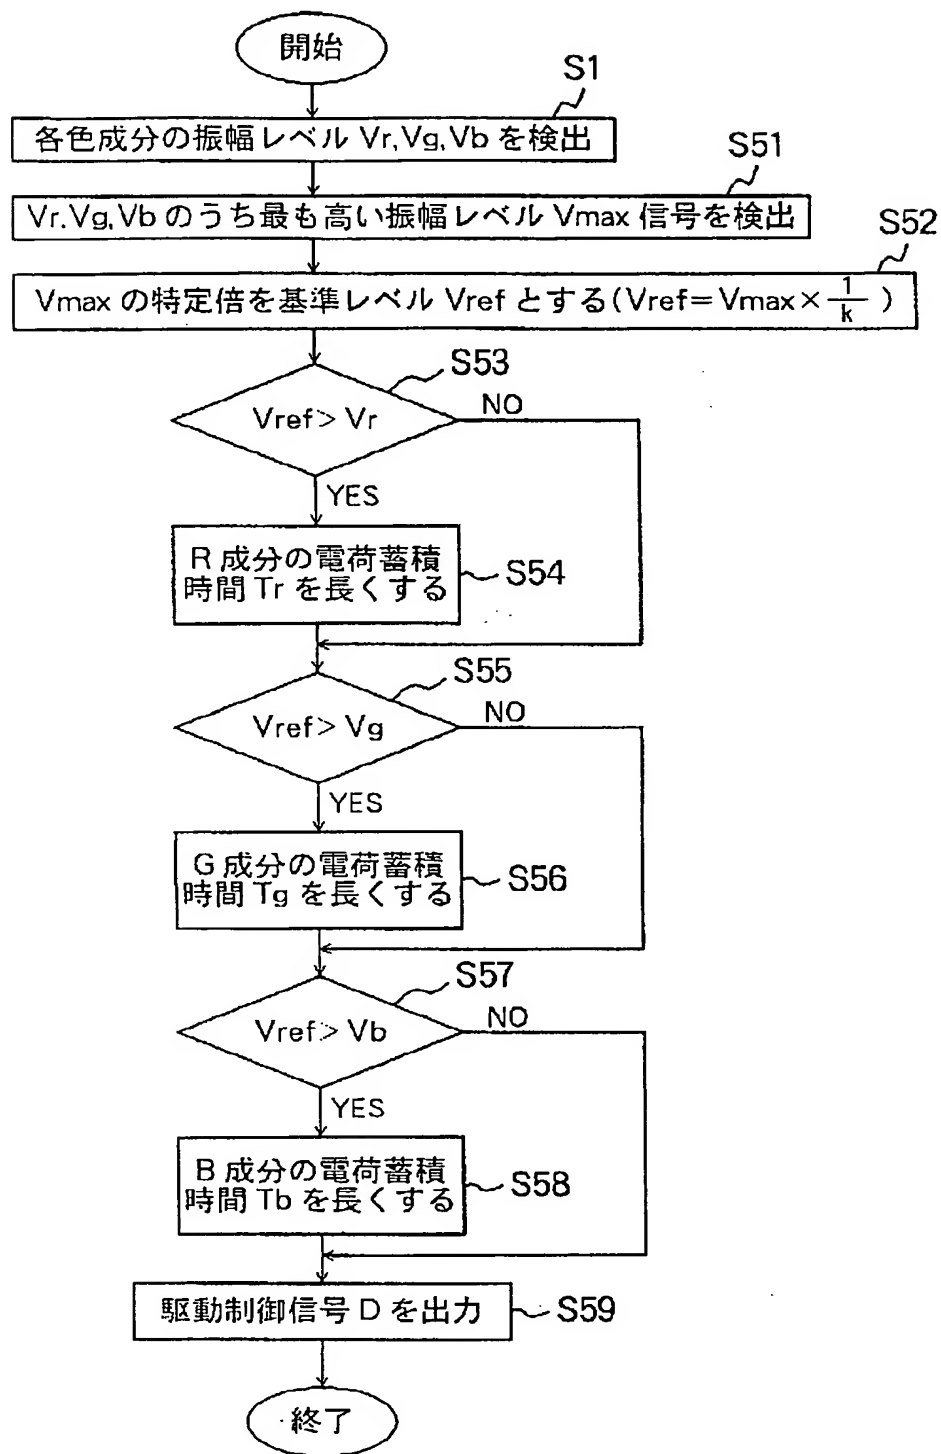 開始
S1
各色成分の振幅レベル Vr,Vg,Vb を検出
S51
Vr.Vg,Vb のうち最も高い振幅レベル Vmax 信号を検出
S52
Vmax の特定倍を基準レベル Vref とする(Vref=Vmax×1/k)
S53
Vref> Vr
NO
YES
R 成分の電荷蓄積
時間 Tr を長くする
S54
S55
Vref> Vg
NO
YES
G 成分の電荷蓄積
時間 Tg を長くする
S56
S57
Vref> Vb
NO
YES
B 成分の電荷蓄積
時間 Tb を長くする
S58
駆動制御信号 D を出力
S59
終了